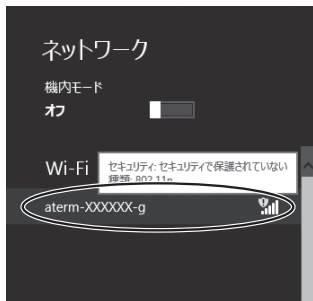 ネットワーク
機内モード
オフ
Wi-Fi
セキュリティ: セキュリティで保護されていない
種類: 802.11n
aterm-XXXXXX-g